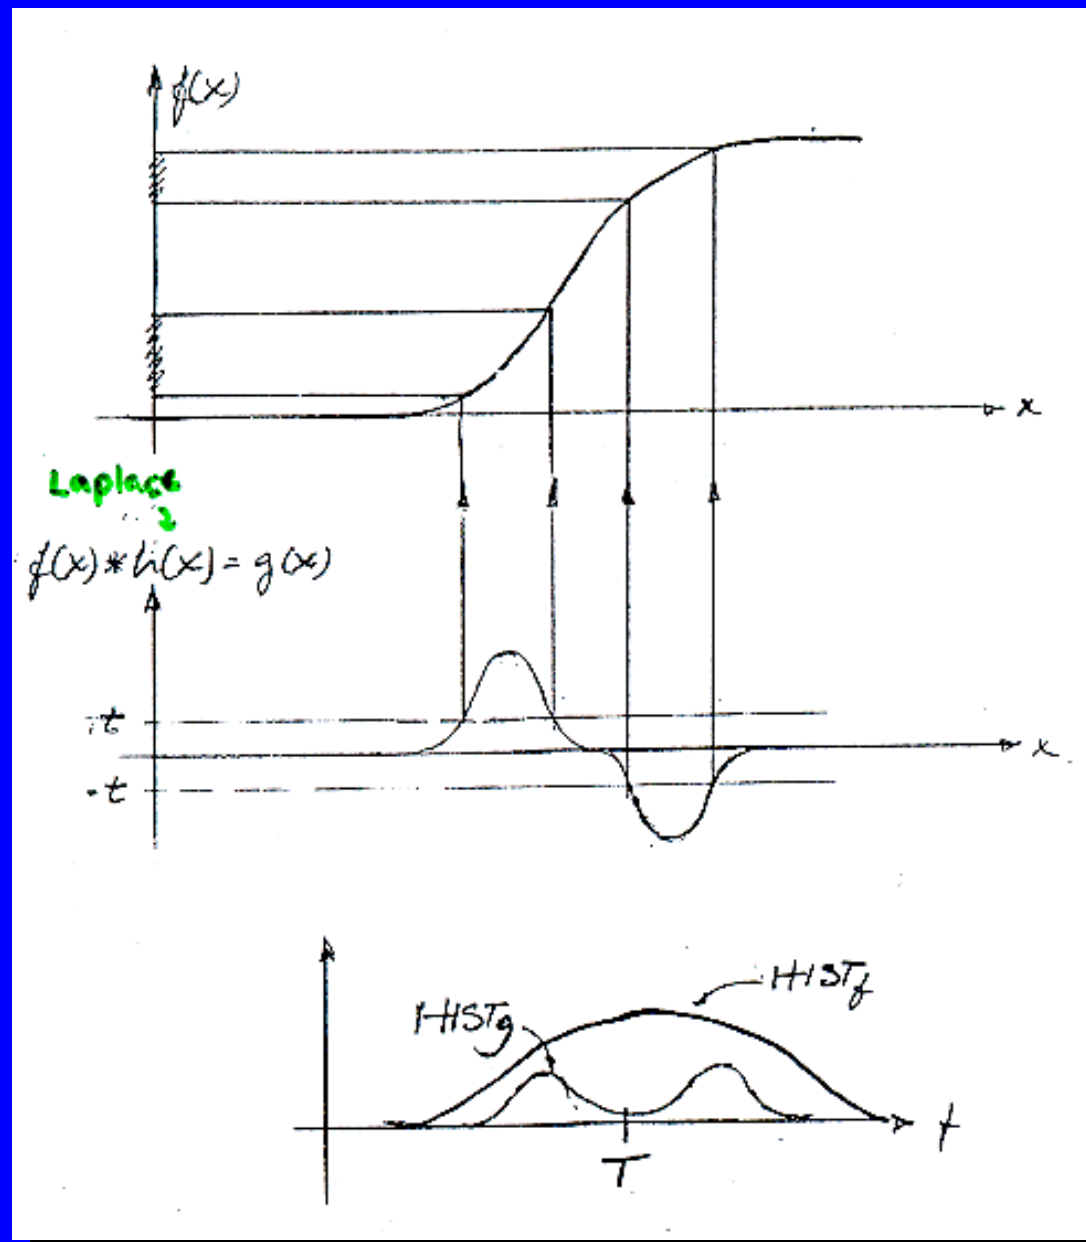 f(x)
x
Laplace
f(x)*h(x)=g(x)
t
x
-t
HISTf
HISTg
f
T